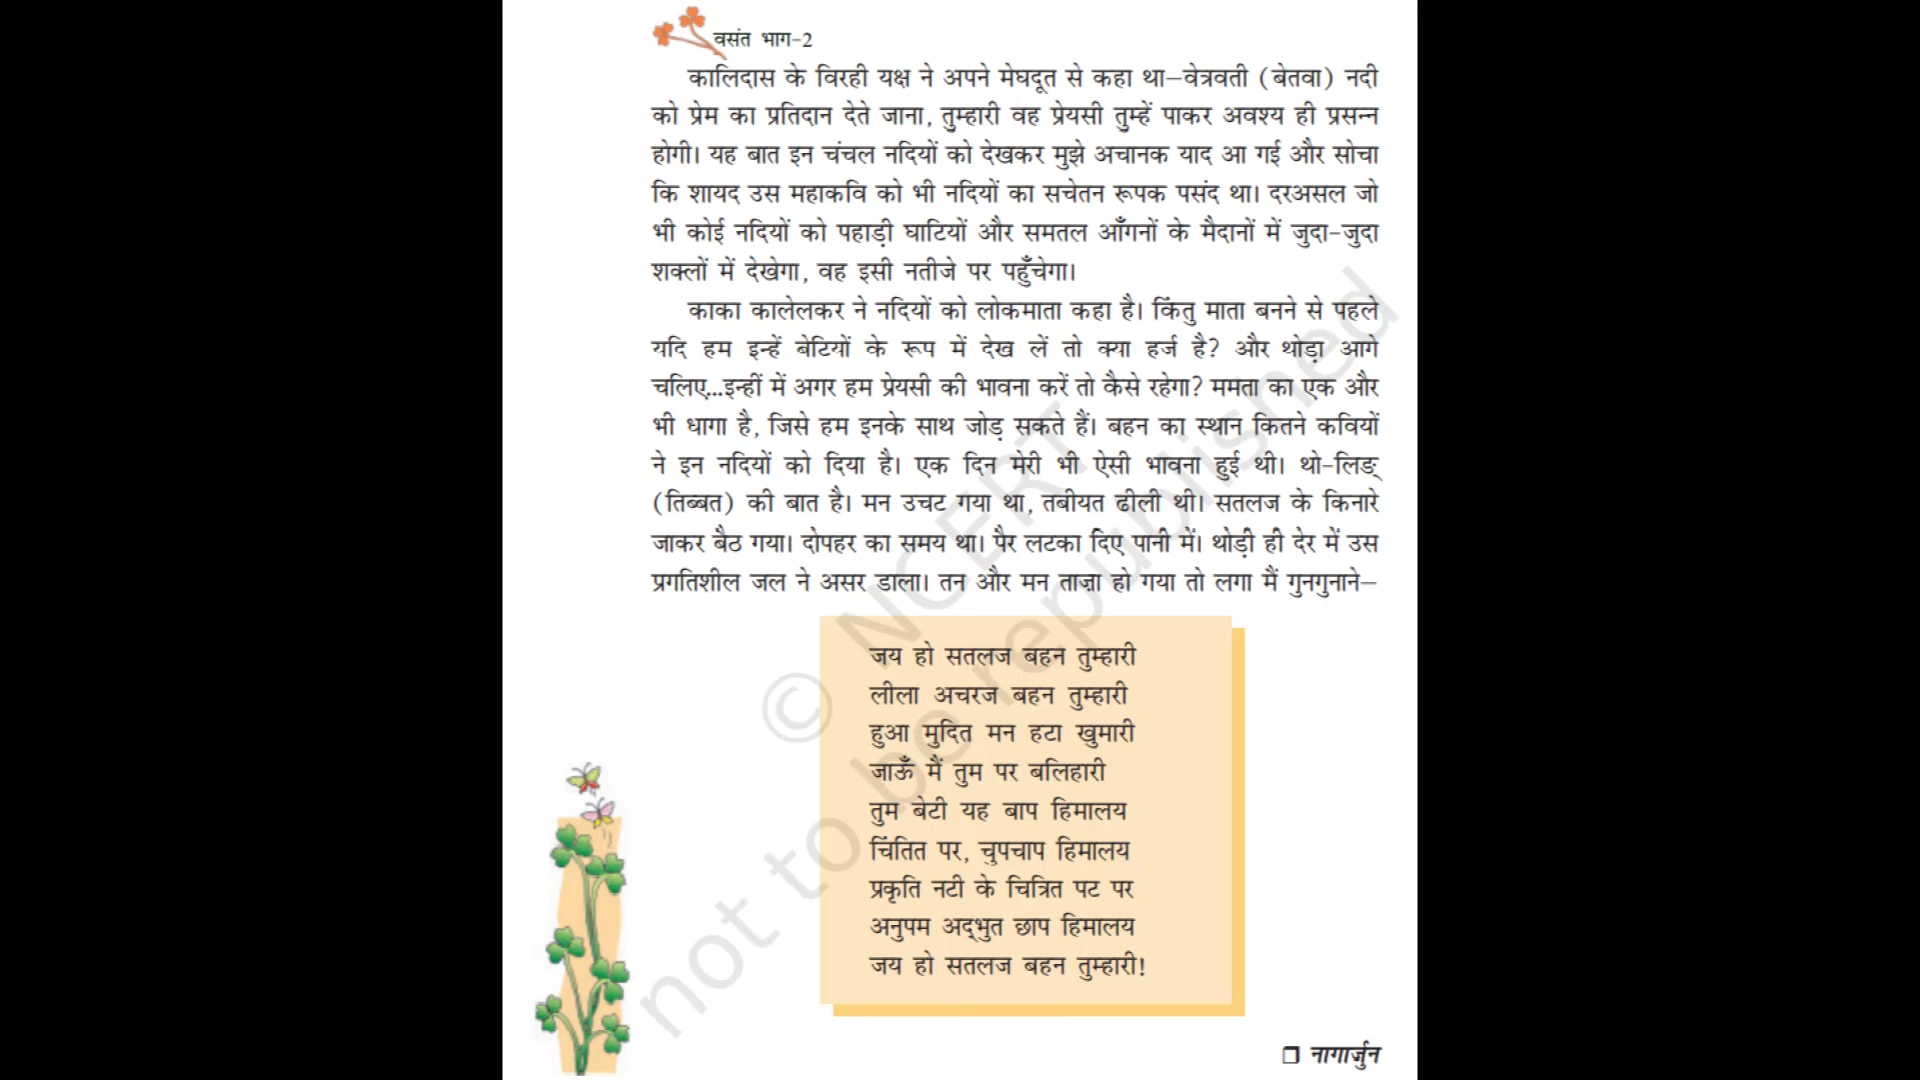 वसंत भाग-2
कालिदास के विरही यक्ष ने अपने मेघदूत से कहा था–वेत्रवती (बेतवा) नदी
को प्रेम का प्रतिदान देते जाना, तुम्हारी वह प्रेयसी तुम्हें पाकर अवश्य ही प्रसन्न
होगी। यह बात इन चंचल नदियों को देखकर मुझे अचानक याद आ गई और सोचा
कि शायद उस महाकवि को भी नदियों का सचेतन रूपक पसंद था। दरअसल जो
भी कोई नदियों को पहाड़ी घाटियों और समतल आँगनों के मैदानों में जुदा-जुदा
शक्लों में देखेगा, वह इसी नतीजे पर पहुँचेगा।
काका कालेलकर ने नदियों को लोकमाता कहा है। किंतु माता बनने से पहले
यदि हम इन्हें बेटियों के रूप में देख लें तो क्या हर्ज है? और थोड़ा आगे
चलिए...इन्हीं में अगर हम प्रेयसी की भावना करें तो कैसे रहेगा? ममता का एक और
भी धागा है, जिसे हम इनके साथ जोड़ सकते हैं। बहन का स्थान कितने कवियों
ने इन नदियों को दिया है। एक दिन मेरी भी ऐसी भावना हुई थी। थो-लिङ्
(तिब्बत) की बात है। मन उचट गया था, तबीयत ढीली थी। सतलज के किनारे
जाकर बैठ गया। दोपहर का समय था। पैर लटका दिए पानी में। थोड़ी ही देर में उस
प्रगतिशील जल ने असर डाला। तन और मन ताज़ा हो गया तो लगा मैं गुनगुनाने–
जय हो सतलज बहन तुम्हारी
लीला अचरज बहन तुम्हारी
हुआ मुदित मन हटा खुमारी
जाऊँ मैं तुम पर बलिहारी
तुम बेटी यह बाप हिमालय
चिंतित पर, चुपचाप हिमालय
प्रकृति नटी के चित्रित पट पर
अनुपम अद्भुत छाप हिमालय
जय हो सतलज बहन तुम्हारी!
❐ नागार्जुन
© NCERT
not to be republished